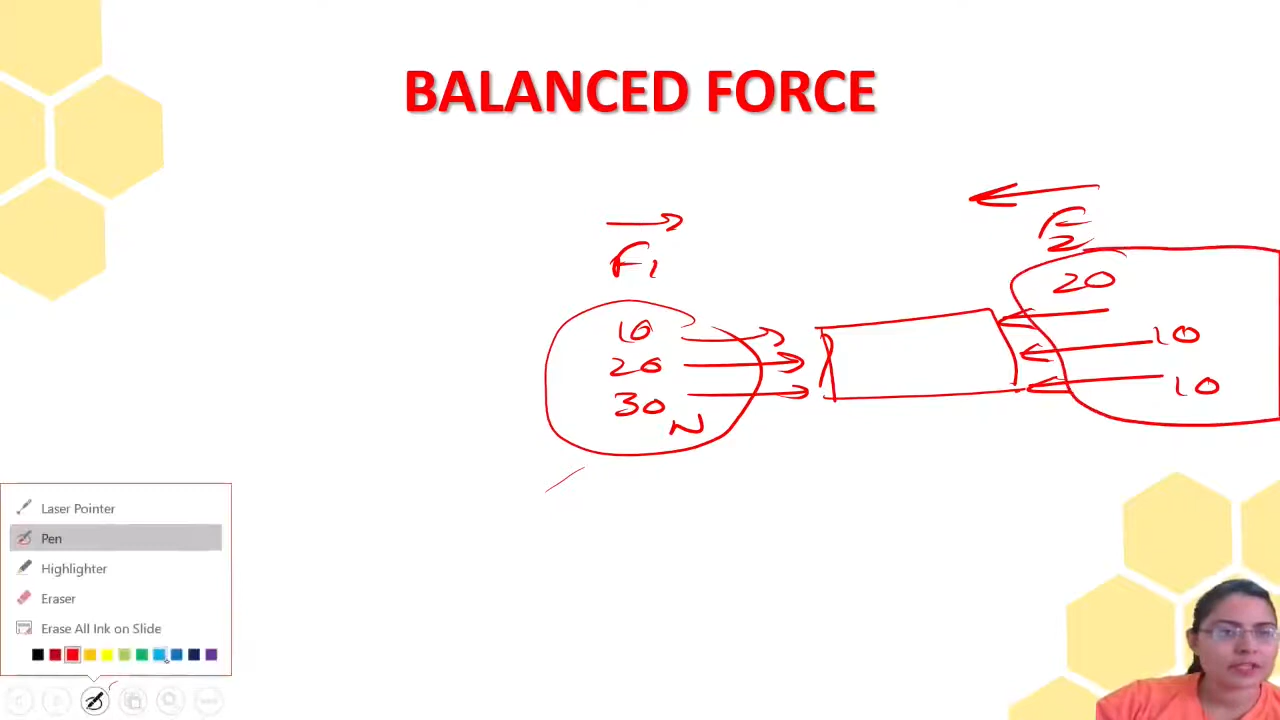 BALANCED FORCE
F1
F2
10
20
30 N
20
10
10
Laser Pointer
Pen
Highlighter
Eraser
Erase All Ink on Slide